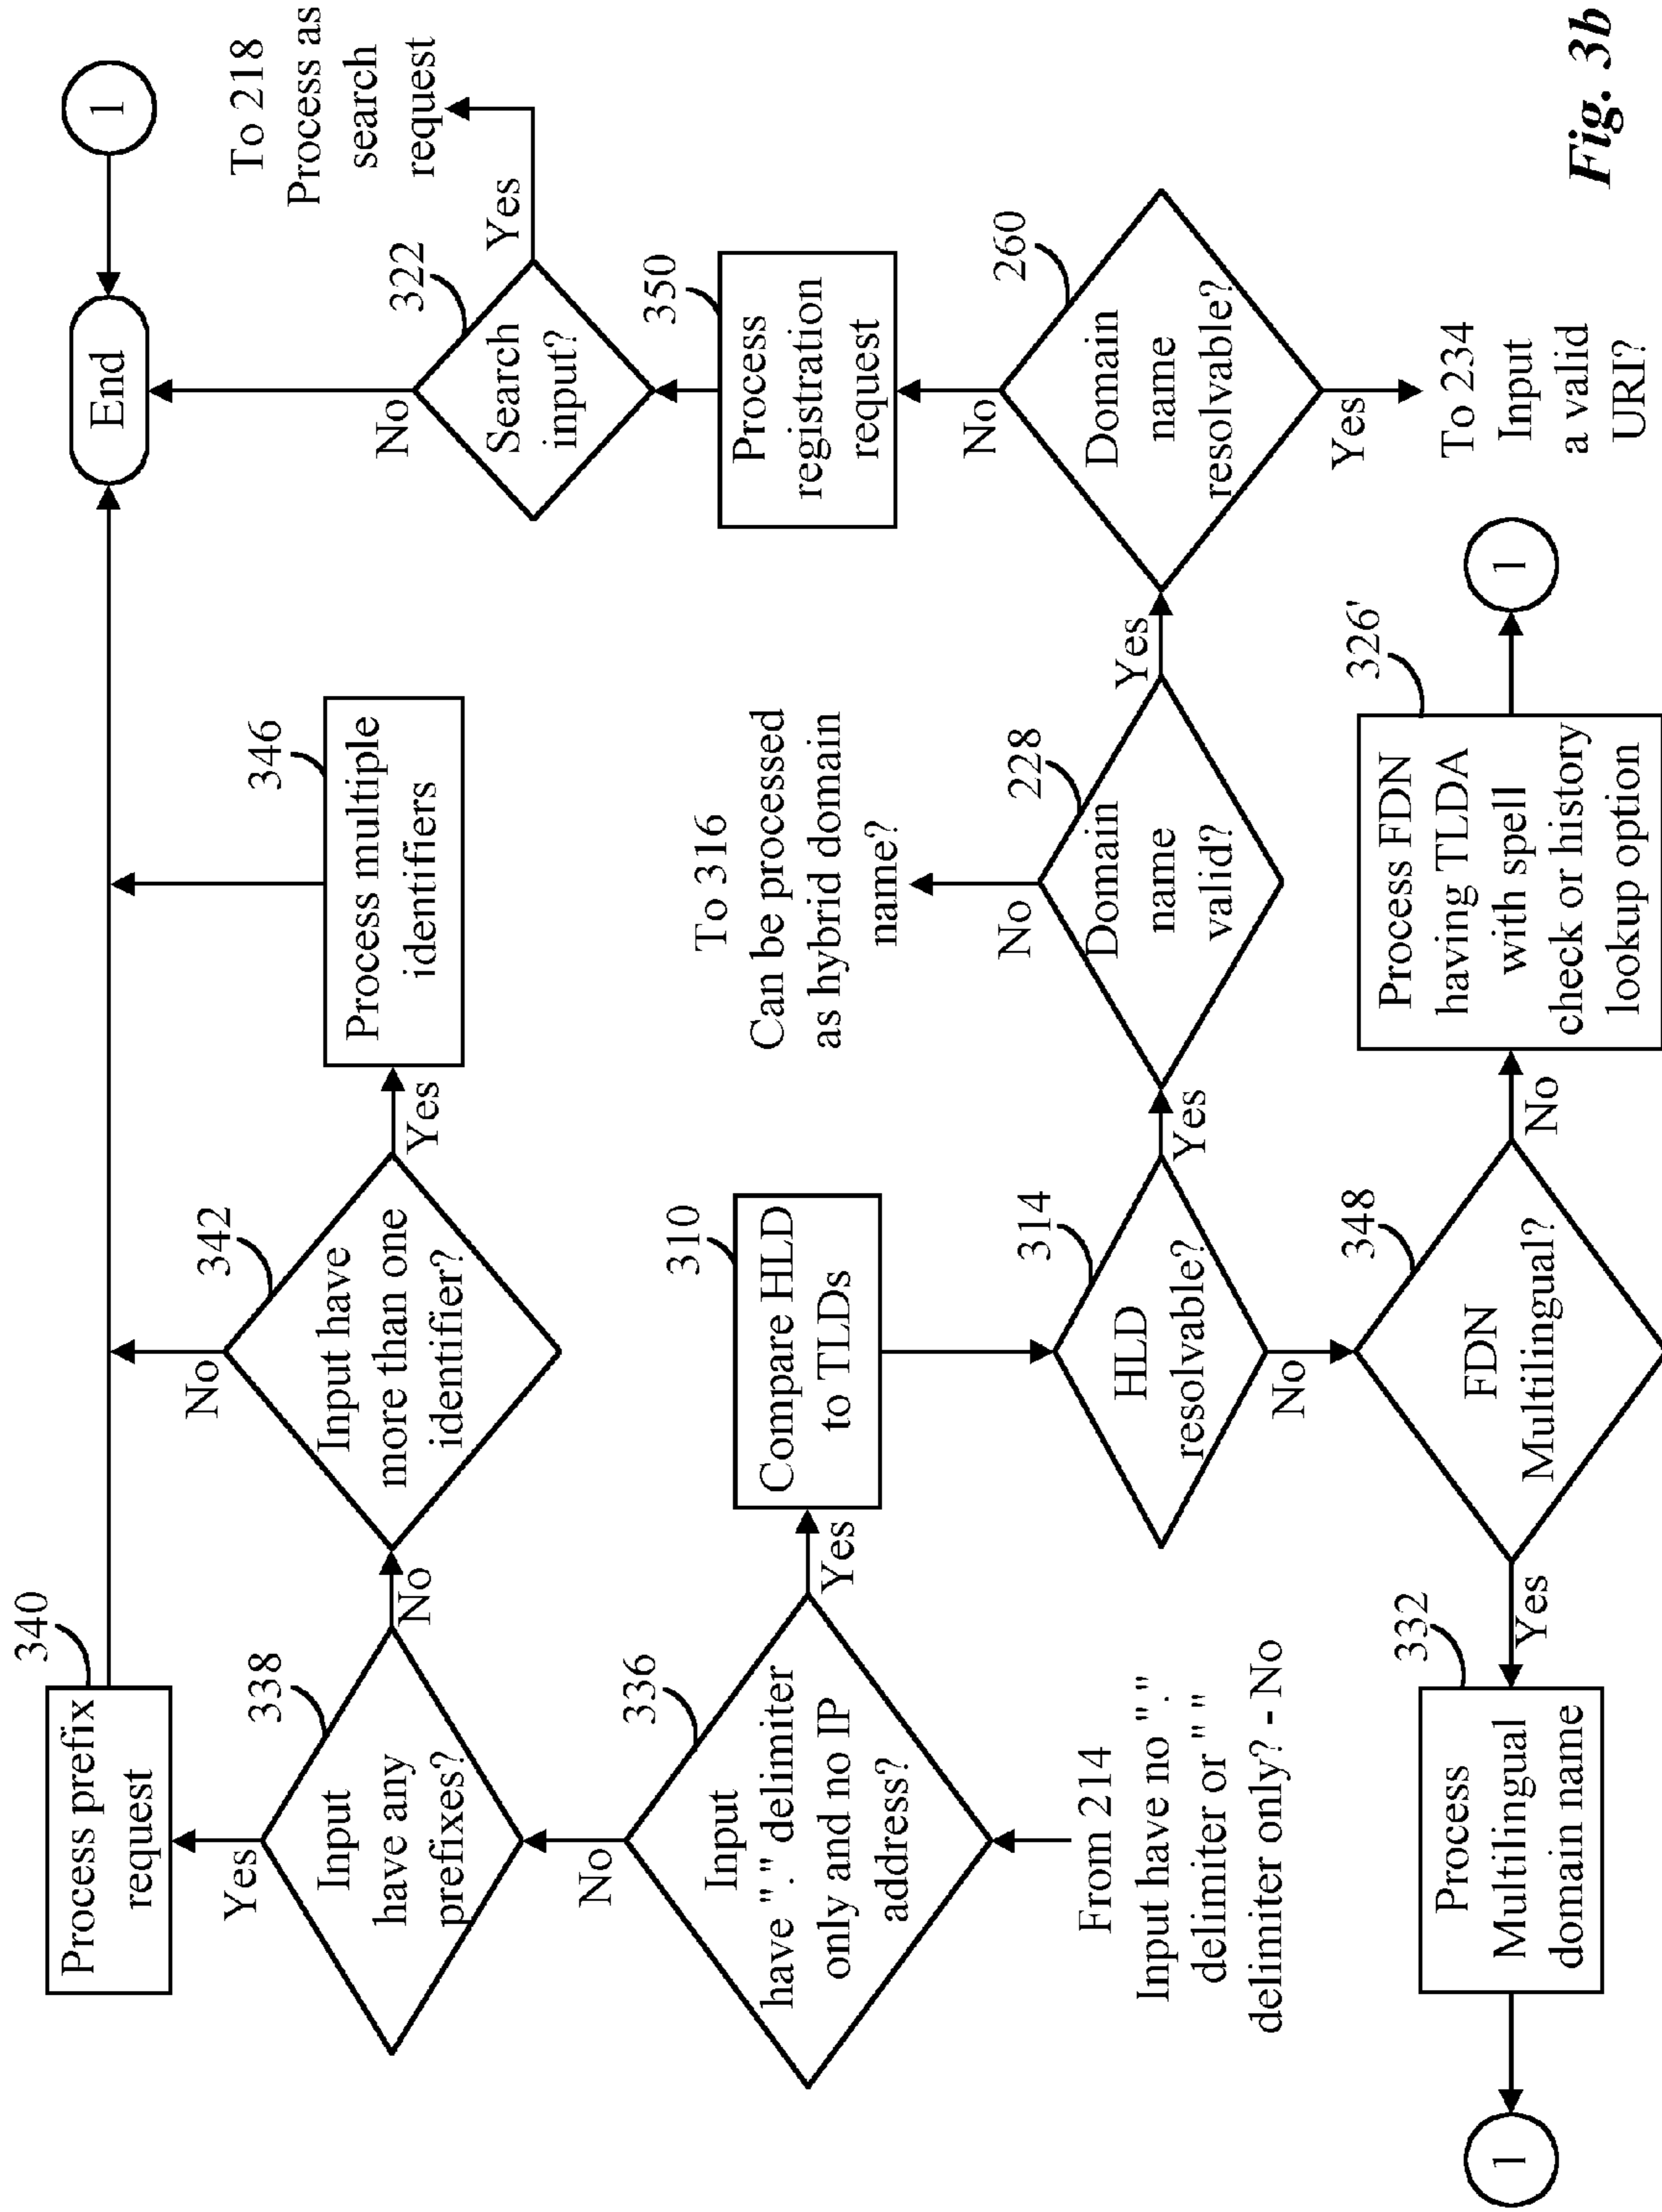 340
Process prefix
request
Yes
338
Input
have any
prefixes?
No
342
Input have
more than one
identifier?
No
Yes
346
Process multiple
identifiers
End
1
No
322
Search
input?
Yes
To 218
Process as
search
request
350
Process
registration
request
No
336
Input
have "." delimiter
only and no IP
address?
Yes
310
Compare HLD
to TLDs
From 214
Input have no "."
delimiter or " "
delimiter only? - No
314
HLD
resolvable?
Yes
No
To 316
Can be processed
as hybrid domain
name?
No
228
Domain
name
valid?
Yes
No
260
Domain
name
resolvable?
Yes
To 234
Input
a valid
URI?
1
332
Process
Multilingual
domain name
Yes
348
FDN
Multilingual?
No
326'
Process FDN
having TLDA
with spell
check or history
lookup option
1
Fig. 3b